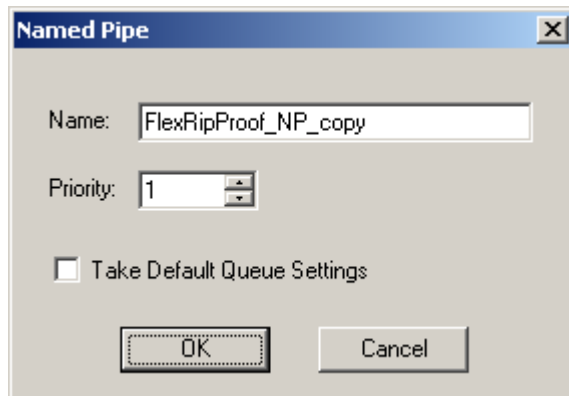 Named Pipe
Name: FlexRipProof_NP_copy
Priority: 1
Take Default Queue Settings
OK Cancel